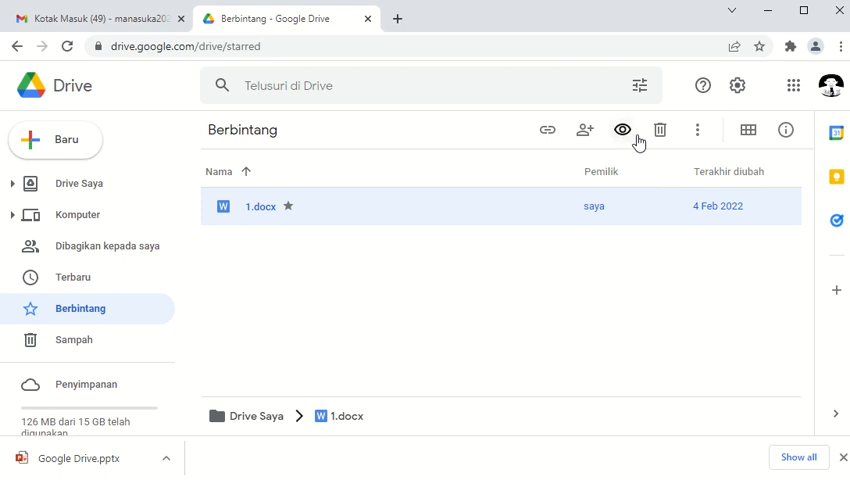 Kotak Masuk (49) - manasuka202
Berbintang - Google Drive
drive.google.com/drive/starred
Drive
Telusuri di Drive
Baru
Berbintang
Nama
Pemilik
Terakhir diubah
W
1.docx
saya
4 Feb 2022
Drive Saya
Komputer
Dibagikan kepada saya
Terbaru
Berbintang
Sampah
Penyimpanan
126 MB dari 15 GB telah
digunakan
Drive Saya
W
1.docx
31
Google Drive.pptx
Show all